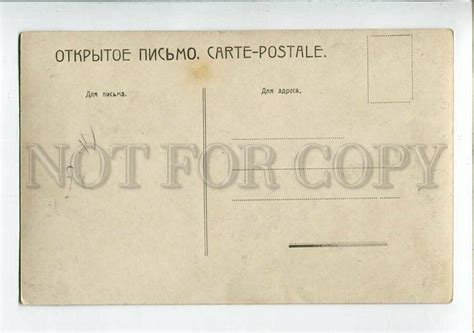 ОТКРЫТОЕ ПИСЬМО. CARTE-POSTALE.
Для письма. Для адреса.
NOT FOR COPY